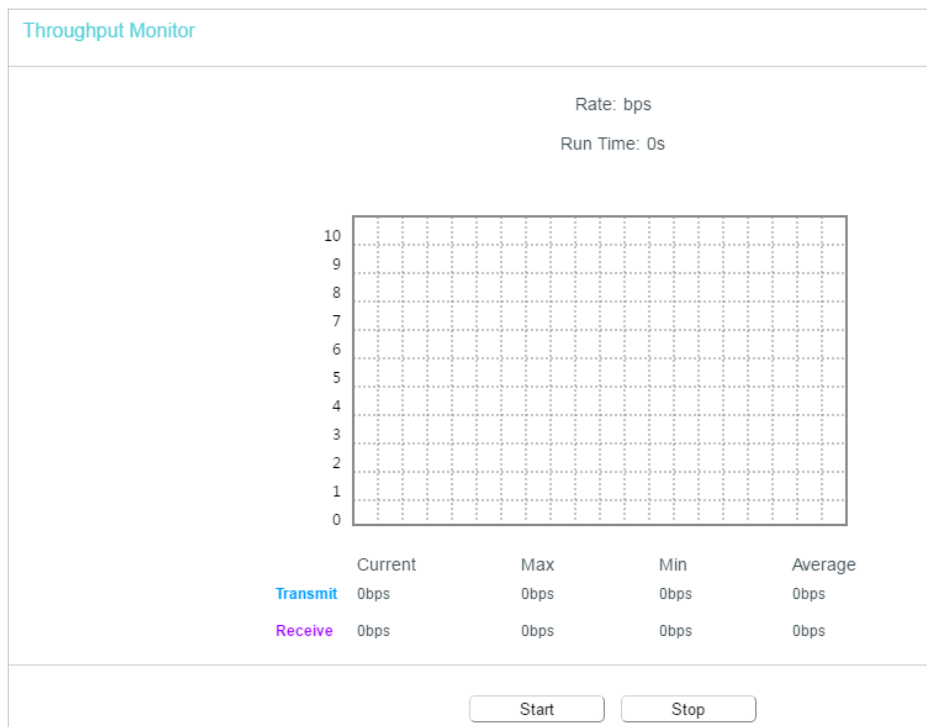 Throughput Monitor
Rate: bps
Run Time: 0s
10
9
8
7
6
5
4
3
2
1
0
Current Max Min Average
Transmit 0bps 0bps 0bps 0bps
Receive 0bps 0bps 0bps 0bps
Start Stop